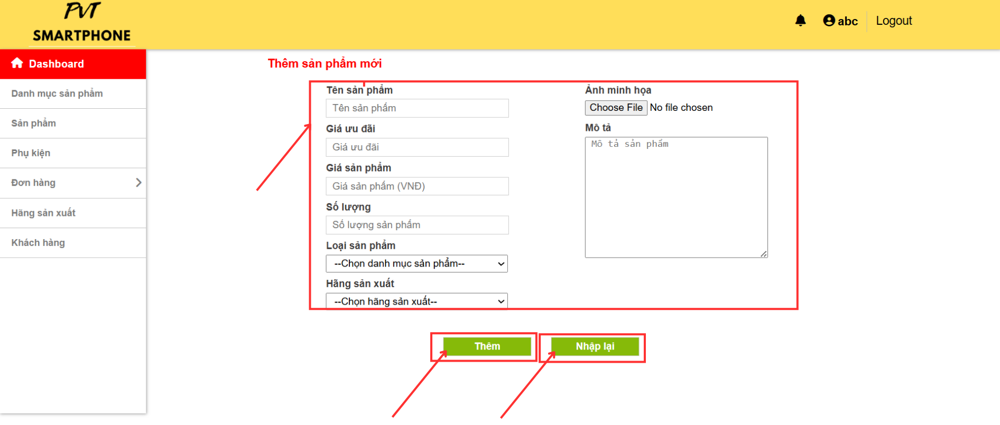 PVT
SMARTPHONE
abc
Logout
Dashboard
Danh mục sản phẩm
Sản phẩm
Phụ kiện
Đơn hàng
Hãng sản xuất
Khách hàng
Thêm sản phẩm mới
Tên sản phẩm
Tên sản phẩm
Giá ưu đãi
Giá ưu đãi
Giá sản phẩm
Giá sản phẩm (VNĐ)
Số lượng
Số lượng sản phẩm
Loại sản phẩm
--Chọn danh mục sản phẩm--
Hãng sản xuất
--Chọn hãng sản xuất--
Ảnh minh họa
Choose File No file chosen
Mô tả
Mô tả sản phẩm
Thêm
Nhập lại